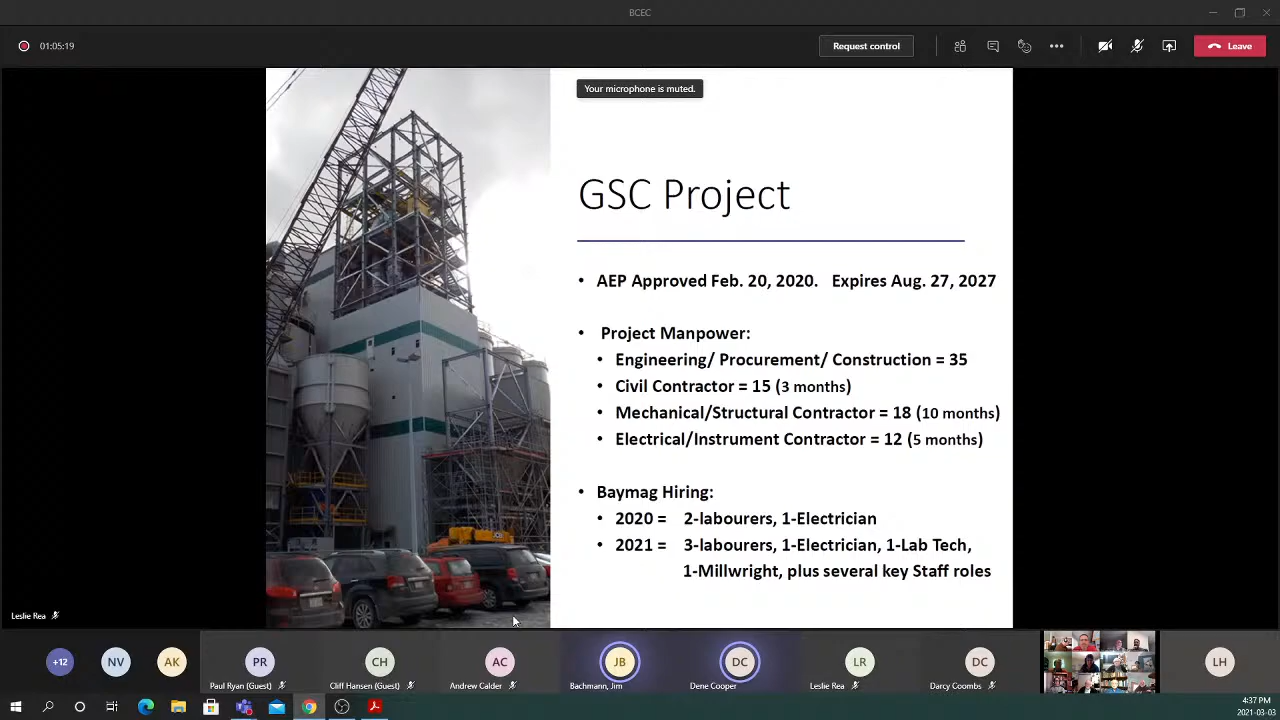 BCEC
01:05:19
Request control
Leave
Your microphone is muted.
GSC Project
• AEP Approved Feb. 20, 2020. Expires Aug. 27, 2027
• Project Manpower:
• Engineering/ Procurement/ Construction = 35
• Civil Contractor = 15 (3 months)
• Mechanical/Structural Contractor = 18 (10 months)
• Electrical/Instrument Contractor = 12 (5 months)
• Baymag Hiring:
• 2020 = 2-labourers, 1-Electrician
• 2021 = 3-labourers, 1-Electrician, 1-Lab Tech,
1-Millwright, plus several key Staff roles
Leslie Rea
+12
NV
AK
PR
CH
AC
JB
DC
LR
DC
LH
Paul Ryan (Guest)
Cliff Hansen (Guest)
Andrew Calder
Bachmann, Jim
Dene Cooper
Leslie Rea
Darcy Coombs
4:37 PM
2021-03-03